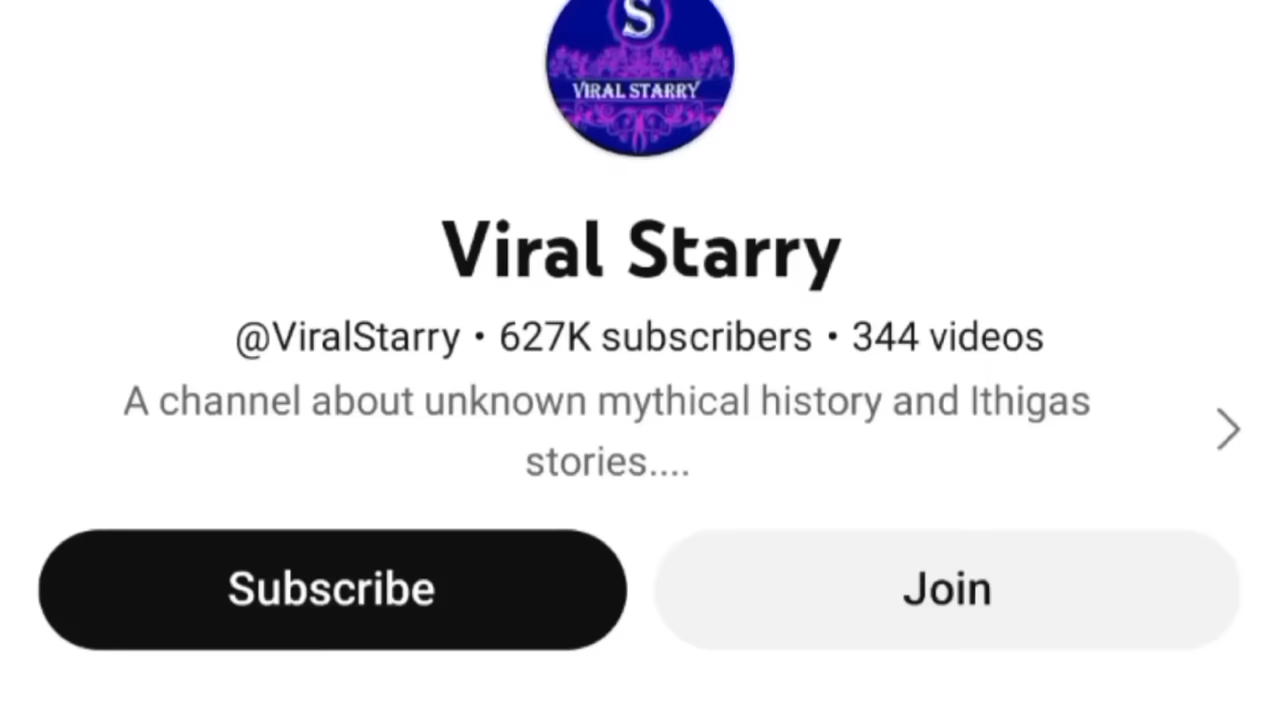 S
VIRAL STARRY
Viral Starry
@ViralStarry • 627K subscribers • 344 videos
A channel about unknown mythical history and Ithigas
stories....
Subscribe
Join